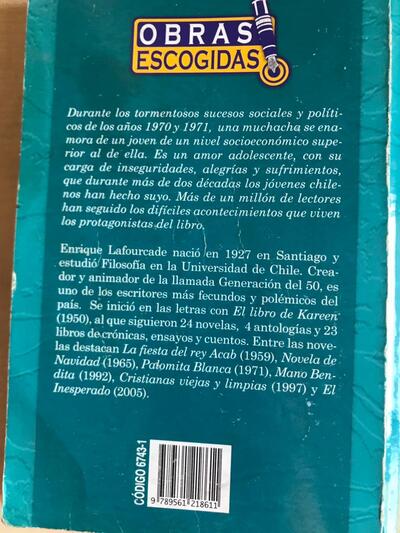 OBRAS
ESCOGIDAS
Durante los tormentosos sucesos sociales y políti-
cos de los años 1970 y 1971, una muchacha se ena-
mora de un joven de un nivel socioeconómico supe-
rior al de ella. Es un amor adolescente, con su
carga de inseguridades, alegrías y sufrimientos,
que durante más de dos décadas los jóvenes chile-
nos han hecho suyo. Más de un millón de lectores
han seguido los difíciles acontecimientos que viven
los protagonistas del libro.
Enrique Lafourcade nació en 1927 en Santiago y
estudió Filosofía en la Universidad de Chile. Crea-
dor y animador de la llamada Generación del 50, es
uno de los escritores más fecundos y polémicos del
país. Se inició en las letras con El libro de Kareen
(1950), al que siguieron 24 novelas, 4 antologías y 23
libros de crónicas, ensayos y cuentos. Entre las nove-
las destacan La fiesta del rey Acab (1959), Novela de
Navidad (1965), Palomita Blanca (1971), Mano Ben-
dita (1992), Cristianas viejas y limpias (1997) y El
Inesperado (2005).
CÓDIGO 6743-1
9 789561 218611